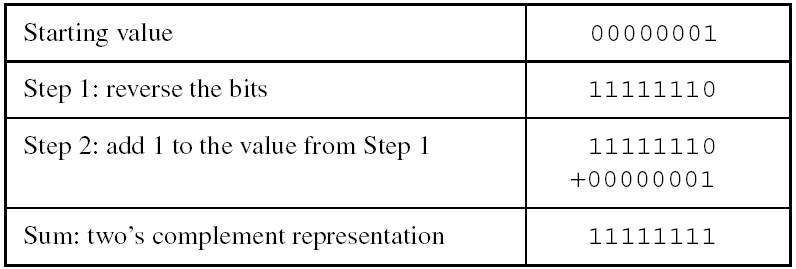 Starting value 00000001
Step 1: reverse the bits 11111110
Step 2: add 1 to the value from Step 1 11111110
+00000001
Sum: two's complement representation 11111111